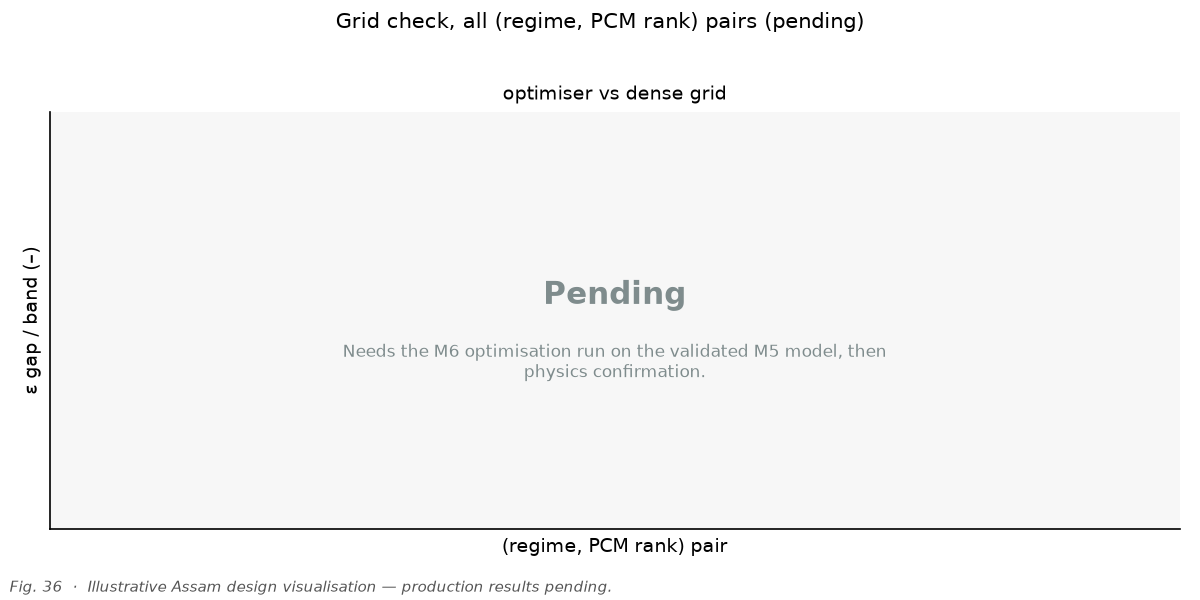 Grid check, all (regime, PCM rank) pairs (pending)
optimiser vs dense grid
ε gap / band (–)
Pending
Needs the M6 optimisation run on the validated M5 model, then
physics confirmation.
(regime, PCM rank) pair
Fig. 36 · Illustrative Assam design visualisation — production results pending.